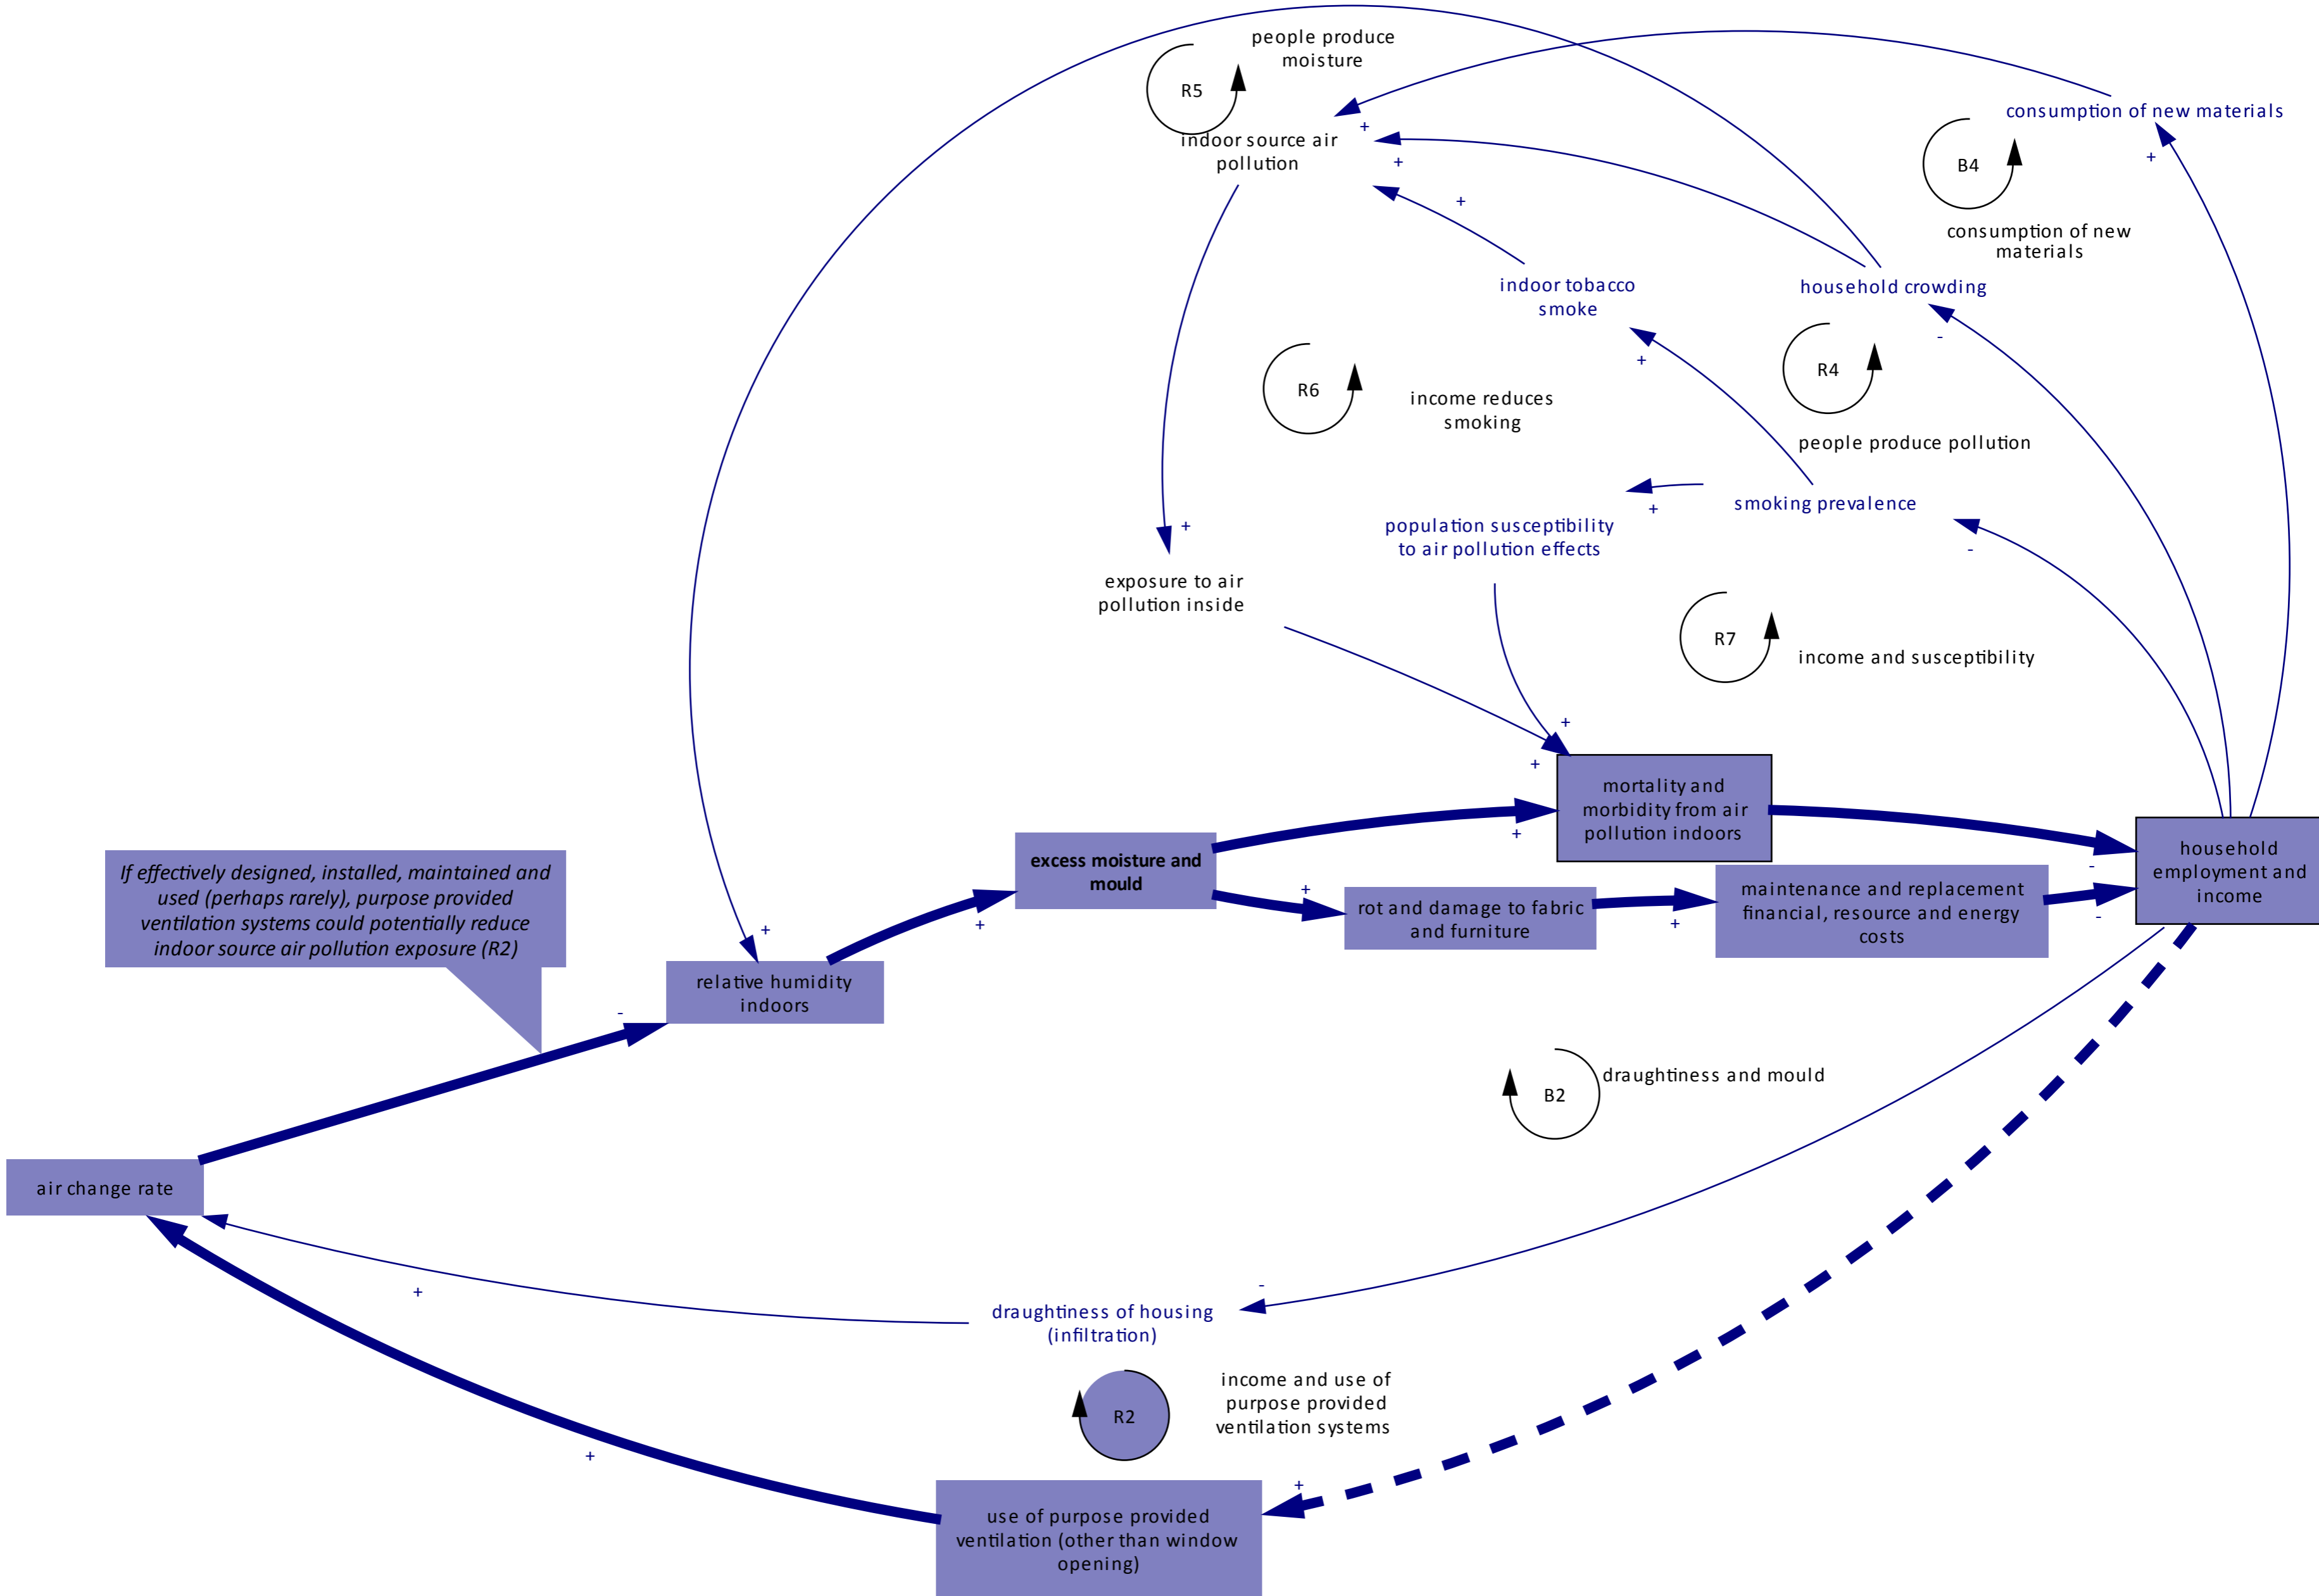 people produce
moisture
R5
indoor source air
pollution
consumption of new materials
+
+
+
+
B4
consumption of new
materials
indoor tobacco
smoke
household crowding
+
-
R4
R6
income reduces
smoking
people produce pollution
smoking prevalence
+
-
population susceptibility
to air pollution effects
+
exposure to air
pollution inside
R7
income and susceptibility
+
+
mortality and
morbidity from air
pollution indoors
+
household
employment and
income
-
-
excess moisture and
mould
+
rot and damage to fabric
and furniture
+
maintenance and replacement
financial, resource and energy
costs
If effectively designed, installed, maintained and
used (perhaps rarely), purpose provided
ventilation systems could potentially reduce
indoor source air pollution exposure (R2)
+
+
relative humidity
indoors
-
B2
draughtiness and mould
air change rate
+
-
draughtiness of housing
(infiltration)
R2
income and use of
purpose provided
ventilation systems
+
+
use of purpose provided
ventilation (other than window
opening)